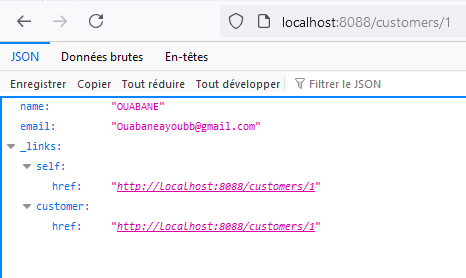 localhost:8088/customers/1
JSON Données brutes En-têtes
Enregistrer Copier Tout réduire Tout développer Filtrer le JSON
name: "OUABANE"
email: "Ouabaneayoubb@gmail.com"
_links:
self:
href: "http://localhost:8088/customers/1"
customer:
href: "http://localhost:8088/customers/1"